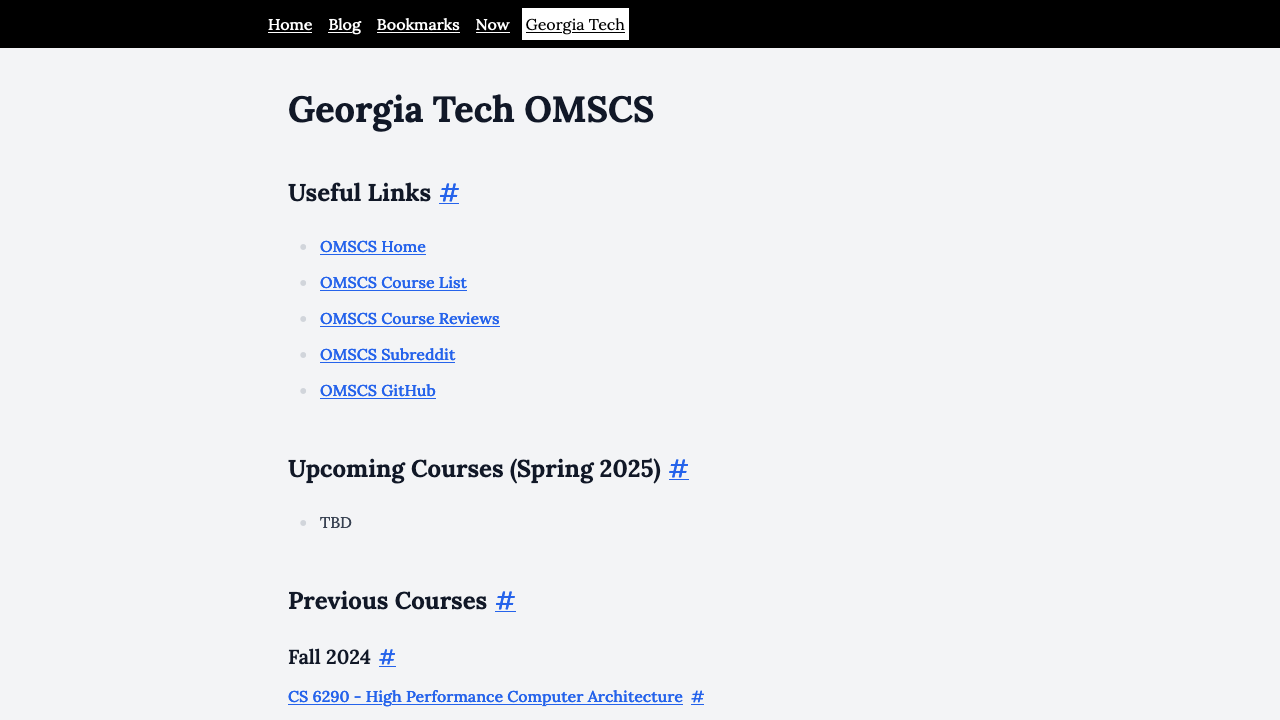 Home Blog Bookmarks Now Georgia Tech
Georgia Tech OMSCS
Useful Links #
OMSCS Home
OMSCS Course List
OMSCS Course Reviews
OMSCS Subreddit
OMSCS GitHub
Upcoming Courses (Spring 2025) #
TBD
Previous Courses #
Fall 2024 #
CS 6290 - High Performance Computer Architecture #